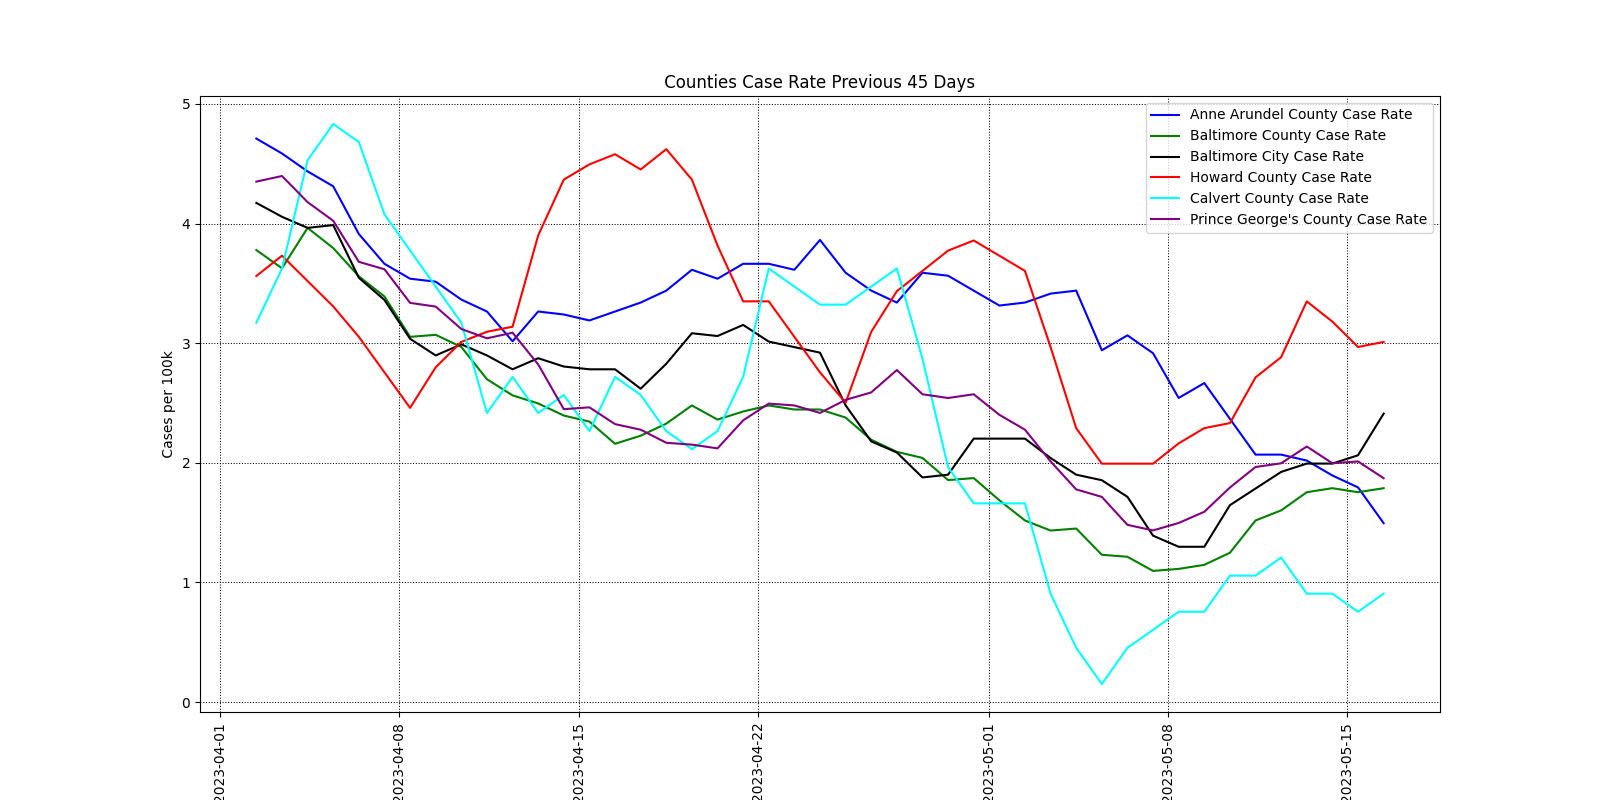 Counties Case Rate Previous 45 Days
Cases per 100k
5
4
3
2
1
0
Anne Arundel County Case Rate
Baltimore County Case Rate
Baltimore City Case Rate
Howard County Case Rate
Calvert County Case Rate
Prince George's County Case Rate
2023-04-01
2023-04-08
2023-04-15
2023-04-22
2023-05-01
2023-05-08
2023-05-15